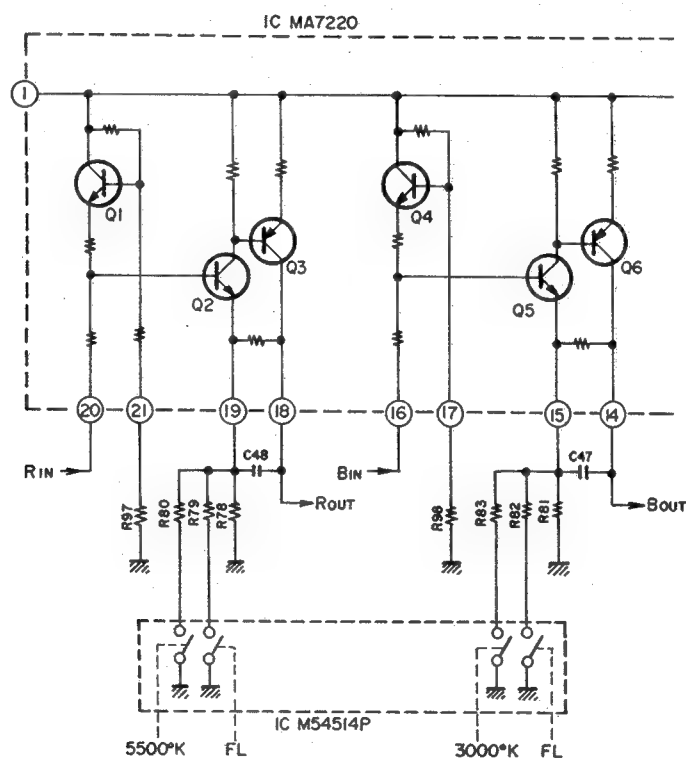 IC MA7220
1
Q1
Q2
Q3
Q4
Q5
Q6
20
21
19
18
16
17
15
14
RIN
R97
R80
R79
R78
C48
ROUT
BIN
R98
R83
R82
R81
C47
BOUT
IC M54514P
5500°K
FL
3000°K
FL